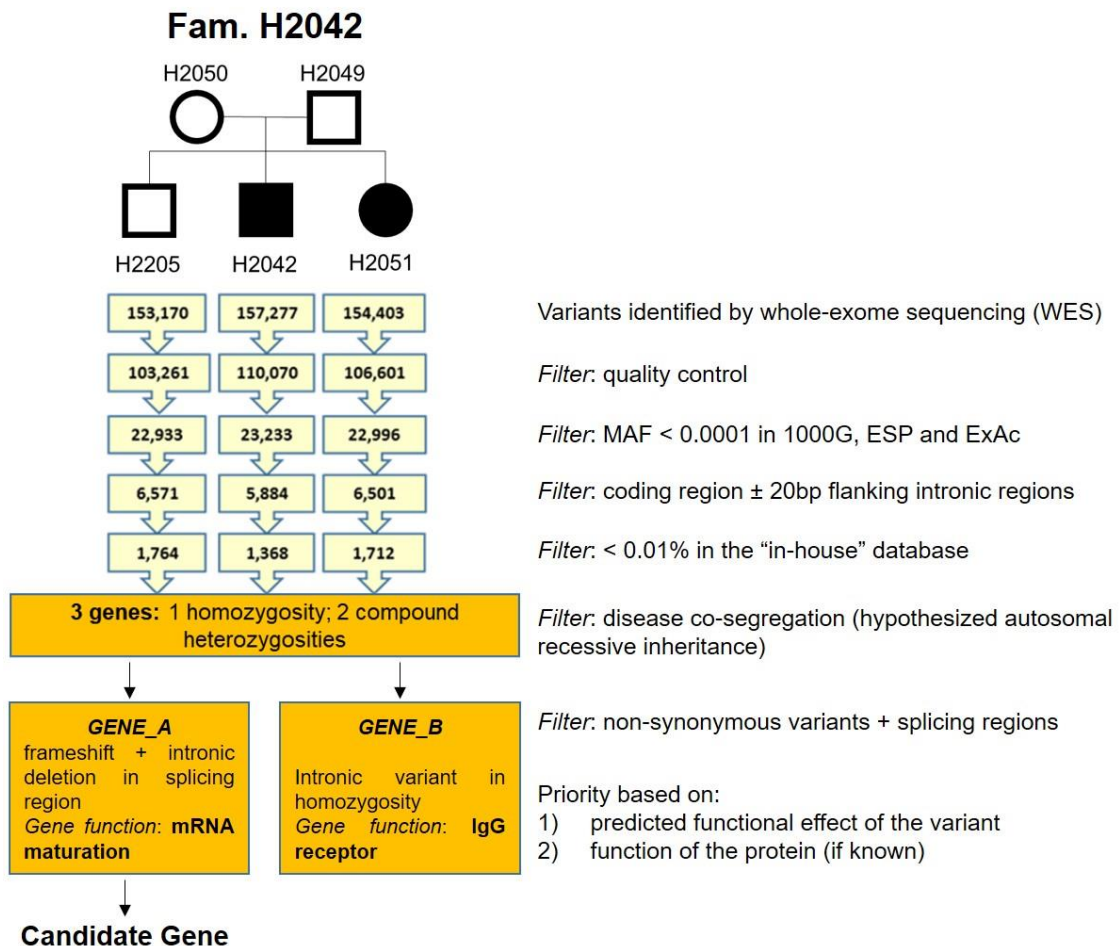 Fam. H2042
H2050 H2049
H2205 H2042 H2051
153,170 157,277 154,403 Variants identified by whole-exome sequencing (WES)
103,261 110,070 106,601 Filter: quality control
22,933 23,233 22,996 Filter: MAF < 0.0001 in 1000G, ESP and ExAc
6,571 5,884 6,501 Filter: coding region ± 20bp flanking intronic regions
1,764 1,368 1,712 Filter: < 0.01% in the “in-house” database
3 genes: 1 homozygosity; 2 compound
heterozygosities
Filter: disease co-segregation (hypothesized autosomal
recessive inheritance)
GENE_A
frameshift + intronic
deletion in splicing
region
Gene function: mRNA
maturation
GENE_B
Intronic variant in
homozygosity
Gene function: IgG
receptor
Filter: non-synonymous variants + splicing regions
Priority based on:
1) predicted functional effect of the variant
2) function of the protein (if known)
Candidate Gene